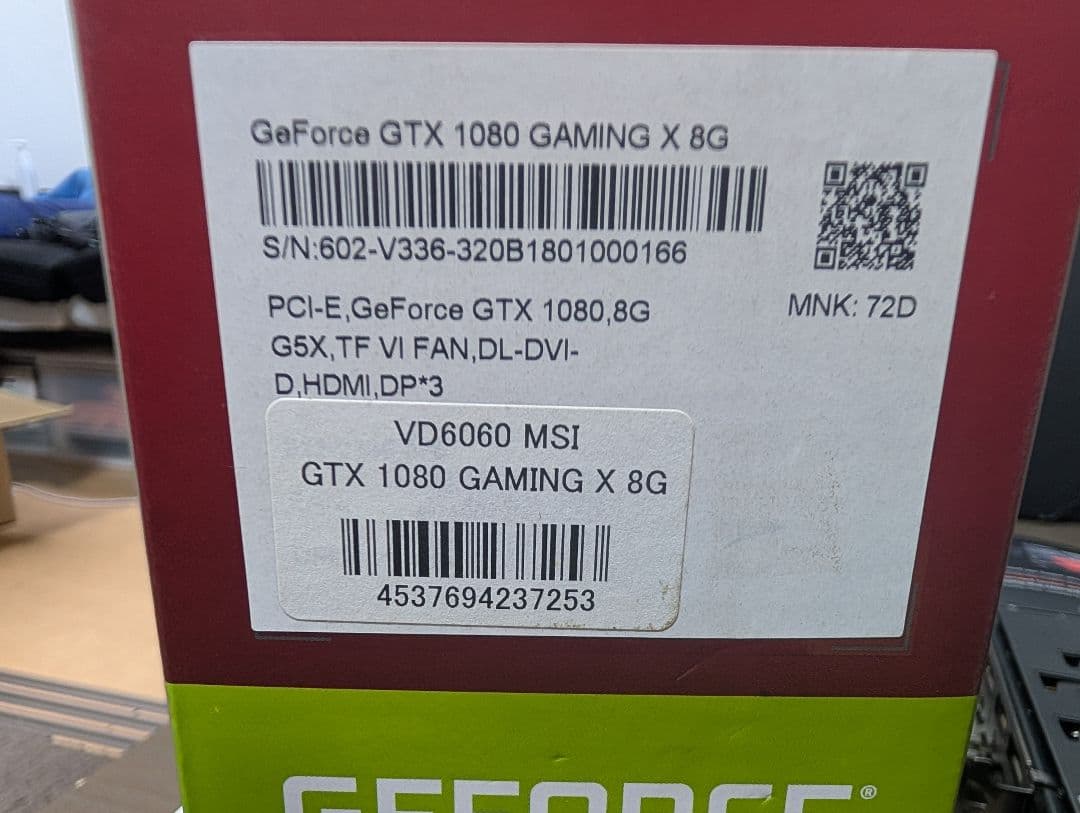 GeForce GTX 1080 GAMING X 8G
S/N:602-V336-320B1801000166
PCI-E,GeForce GTX 1080,8G
G5X,TF VI FAN,DL-DVI-
D,HDMI,DP*3
MNK: 72D
VD6060 MSI
GTX 1080 GAMING X 8G
4537694237253
GEFORCE®